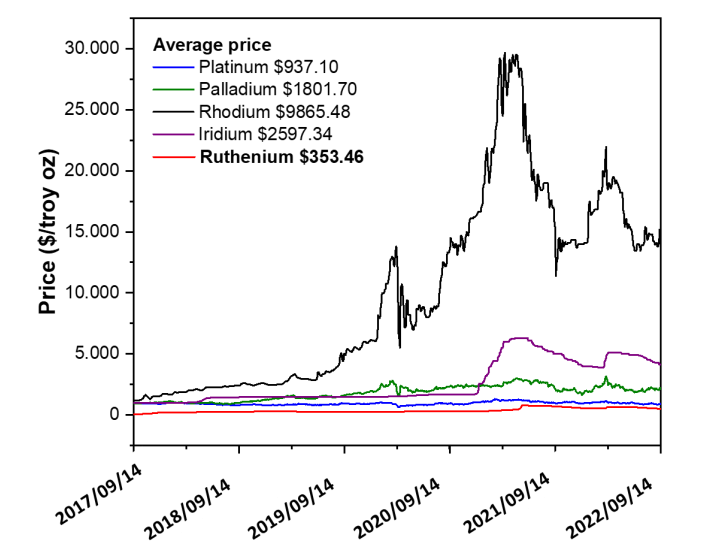 Average price
Platinum $937.10
Palladium $1801.70
Rhodium $9865.48
Iridium $2597.34
Ruthenium $353.46
Price ($/troy oz)
30.000
25.000
20.000
15.000
10.000
5.000
0
2017/09/14
2018/09/14
2019/09/14
2020/09/14
2021/09/14
2022/09/14